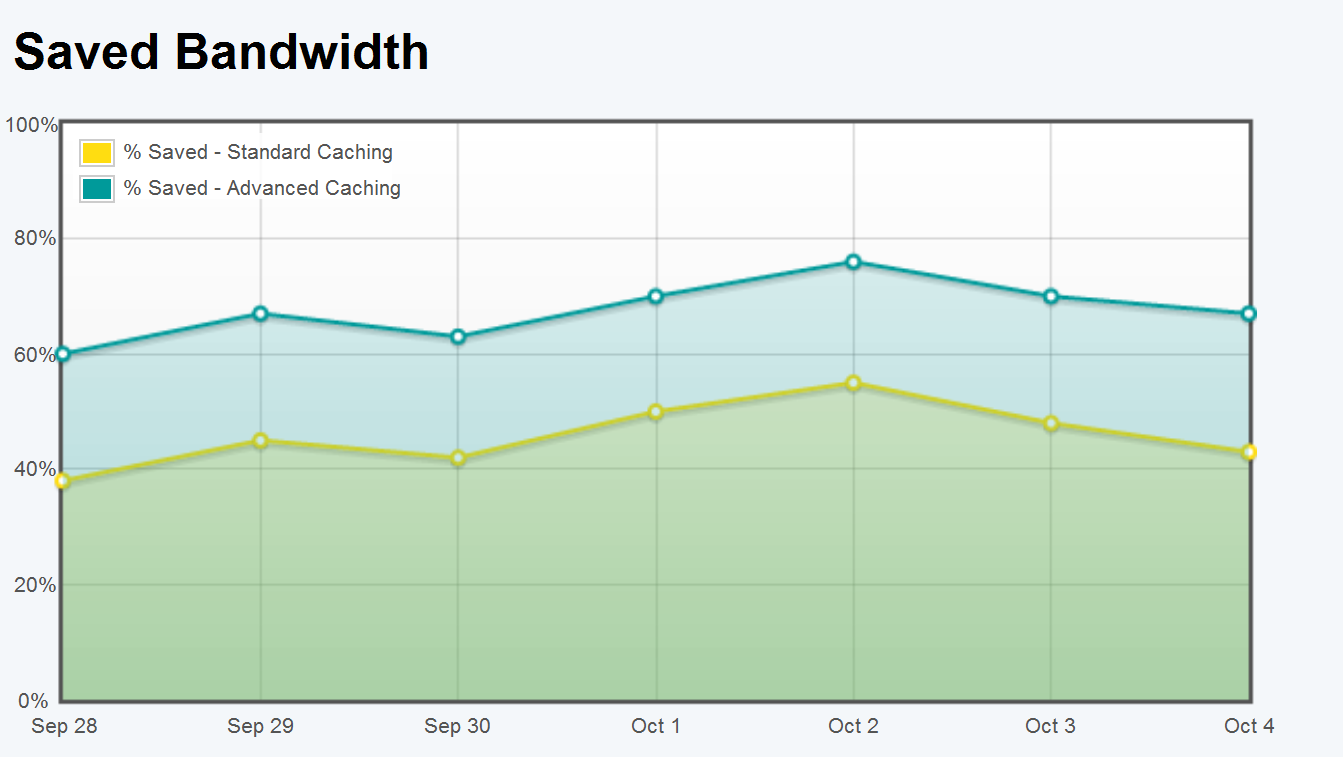 Saved Bandwidth
100%
% Saved - Standard Caching
% Saved - Advanced Caching
80%
60%
40%
20%
0%
Sep 28 Sep 29 Sep 30 Oct 1 Oct 2 Oct 3 Oct 4